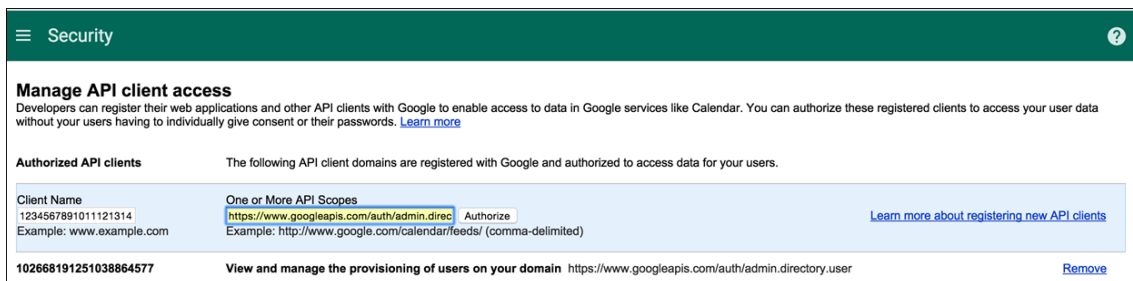 Security
Manage API client access
Developers can register their web applications and other API clients with Google to enable access to data in Google services like Calendar. You can authorize these registered clients to access your user data
without your users having to individually give consent or their passwords. Learn more
Authorized API clients The following API client domains are registered with Google and authorized to access data for your users.
Client Name One or More API Scopes
1234567891011121314 https://www.googleapis.com/auth/admin.direc Authorize Learn more about registering new API clients
Example: www.example.com Example: http://www.google.com/calendar/feeds/ (comma-delimited)
102668191251038864577 View and manage the provisioning of users on your domain https://www.googleapis.com/auth/admin.directory.user Remove